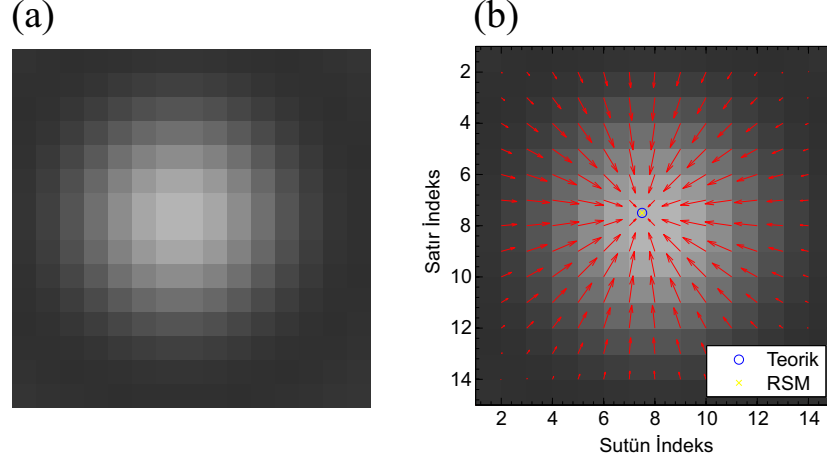 (a)
(b)
2
4
6
8
10
12
14
Satır İndeks
2 4 6 8 10 12 14
Sutün İndeks
Teorik
RSM